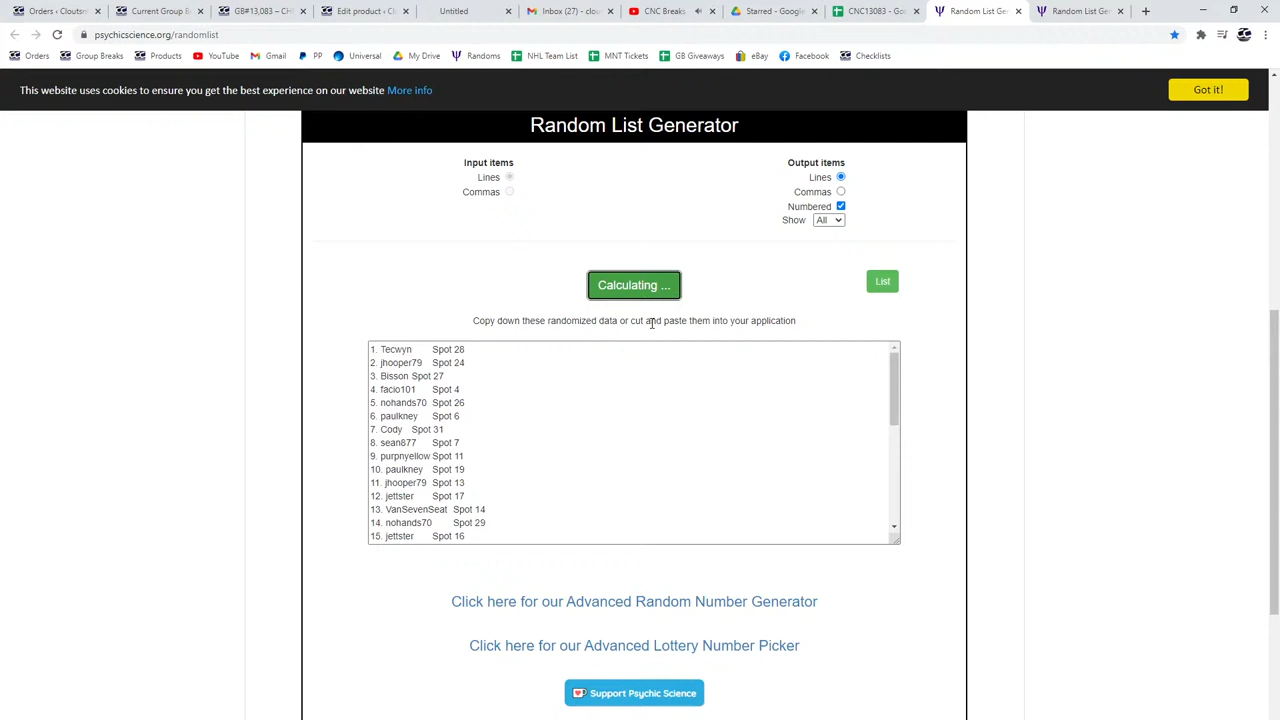 Orders ‹ Clouts
Current Group B
GB#13,083 – CH
Edit product ‹ Cl
Untitled
Inbox (27) - clou
CNC Breaks
Starred - Google
CNC13083 - Goo
Random List Ge
Random List Ge
psychicscience.org/randomlist
Orders
Group Breaks
Products
YouTube
Gmail
PP
Universal
My Drive
Randoms
NHL Team List
MNT Tickets
GB Giveaways
eBay
Facebook
Checklists
This website uses cookies to ensure you get the best experience on our website More info
Got it!
Random List Generator
Input items
Lines
Commas
Output items
Lines
Commas
Numbered
Show All
Calculating ...
List
Copy down these randomized data or cut and paste them into your application
1. Tecwyn Spot 28
2. jhooper79 Spot 24
3. Bisson Spot 27
4. facio101 Spot 4
5. nohands70 Spot 26
6. paulkney Spot 6
7. Cody Spot 31
8. sean877 Spot 7
9. purpnyellow Spot 11
10. paulkney Spot 19
11. jhooper79 Spot 13
12. jettster Spot 17
13. VanSevenSeat Spot 14
14. nohands70 Spot 29
15. jettster Spot 16
Click here for our Advanced Random Number Generator
Click here for our Advanced Lottery Number Picker
Support Psychic Science